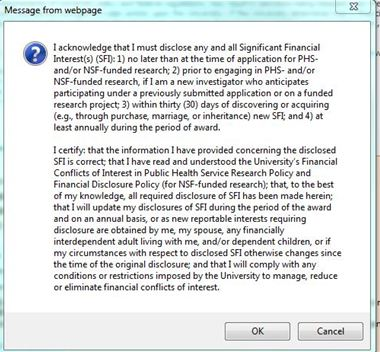 Message from webpage
I acknowledge that I must disclose any and all Significant Financial
Interest(s) (SFI): 1) no later than at the time of application for PHS-
and/or NSF-funded research; 2) prior to engaging in PHS- and/or
NSF-funded research, if I am a new investigator who anticipates
participating under a previously submitted application or on a funded
research project; 3) within thirty (30) days of discovering or acquiring
(e.g., through purchase, marriage, or inheritance) new SFI; and 4) at
least annually during the period of award.
I certify: that the information I have provided concerning the disclosed
SFI is correct; that I have read and understood the University's Financial
Conflicts of Interest in Public Health Service Research Policy and
Financial Disclosure Policy (for NSF-funded research); that, to the best
of my knowledge, all required disclosure of SFI has been made herein;
that I will update my disclosures of SFI during the period of the award
and on an annual basis, or as new reportable interests requiring
disclosure are obtained by me, my spouse, any financially
interdependent adult living with me, and/or dependent children, or if
my circumstances with respect to disclosed SFI otherwise changes since
the time of the original disclosure; and that I will comply with any
conditions or restrictions imposed by the University to manage, reduce
or eliminate financial conflicts of interest.
OK Cancel